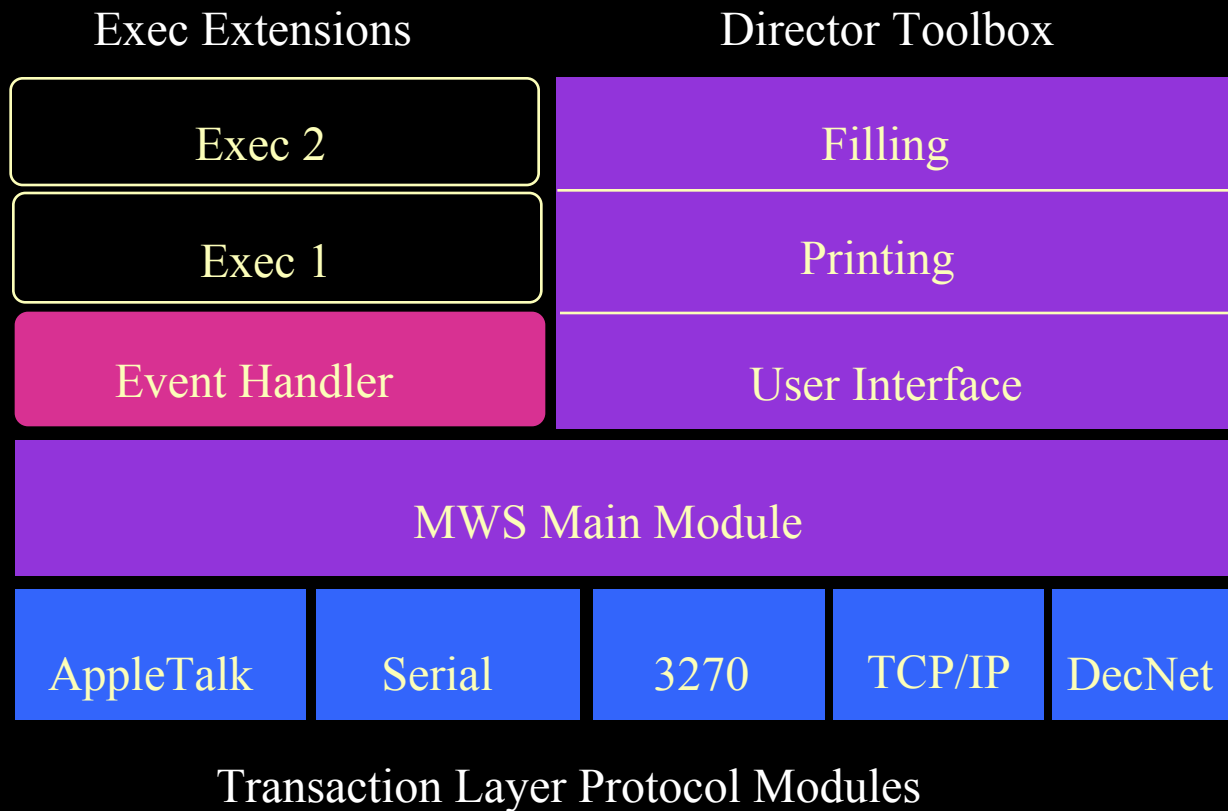 Exec Extensions
Director Toolbox
Exec 2
Filling
Exec 1
Printing
Event Handler
User Interface
MWS Main Module
AppleTalk
Serial
3270
TCP/IP
DecNet
Transaction Layer Protocol Modules